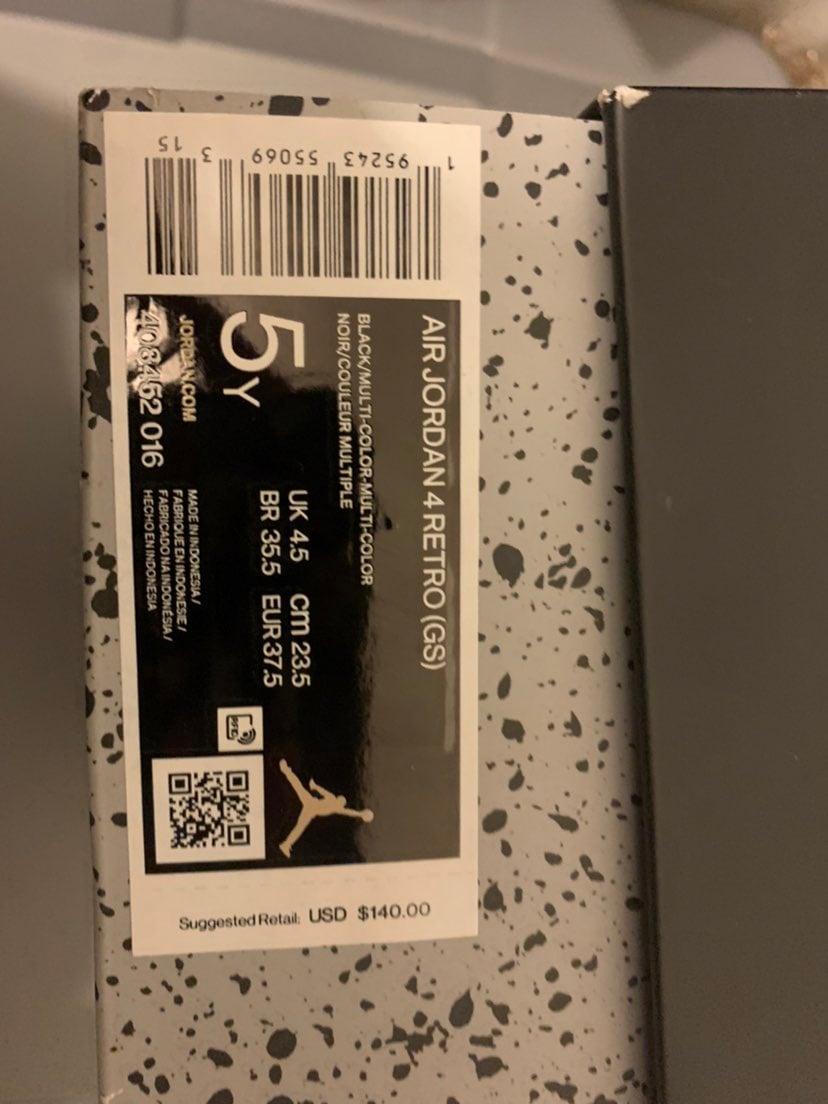 AIR JORDAN 4 RETRO (GS)
BLACK/MULTI-COLOR-MULTI-COLOR
NOIR/COULEUR MULTIPLE
5Y
UK 4.5 cm 23.5
BR 35.5 EUR 37.5
JORDAN.COM
408452 016
MADE IN INDONESIA /
FABRIQUE EN INDONESIE /
FABRICADO NA INDONÉSIA /
HECHO EN INDONESIA
RFID
1 95243 55069 3 15
Suggested Retail: USD $140.00